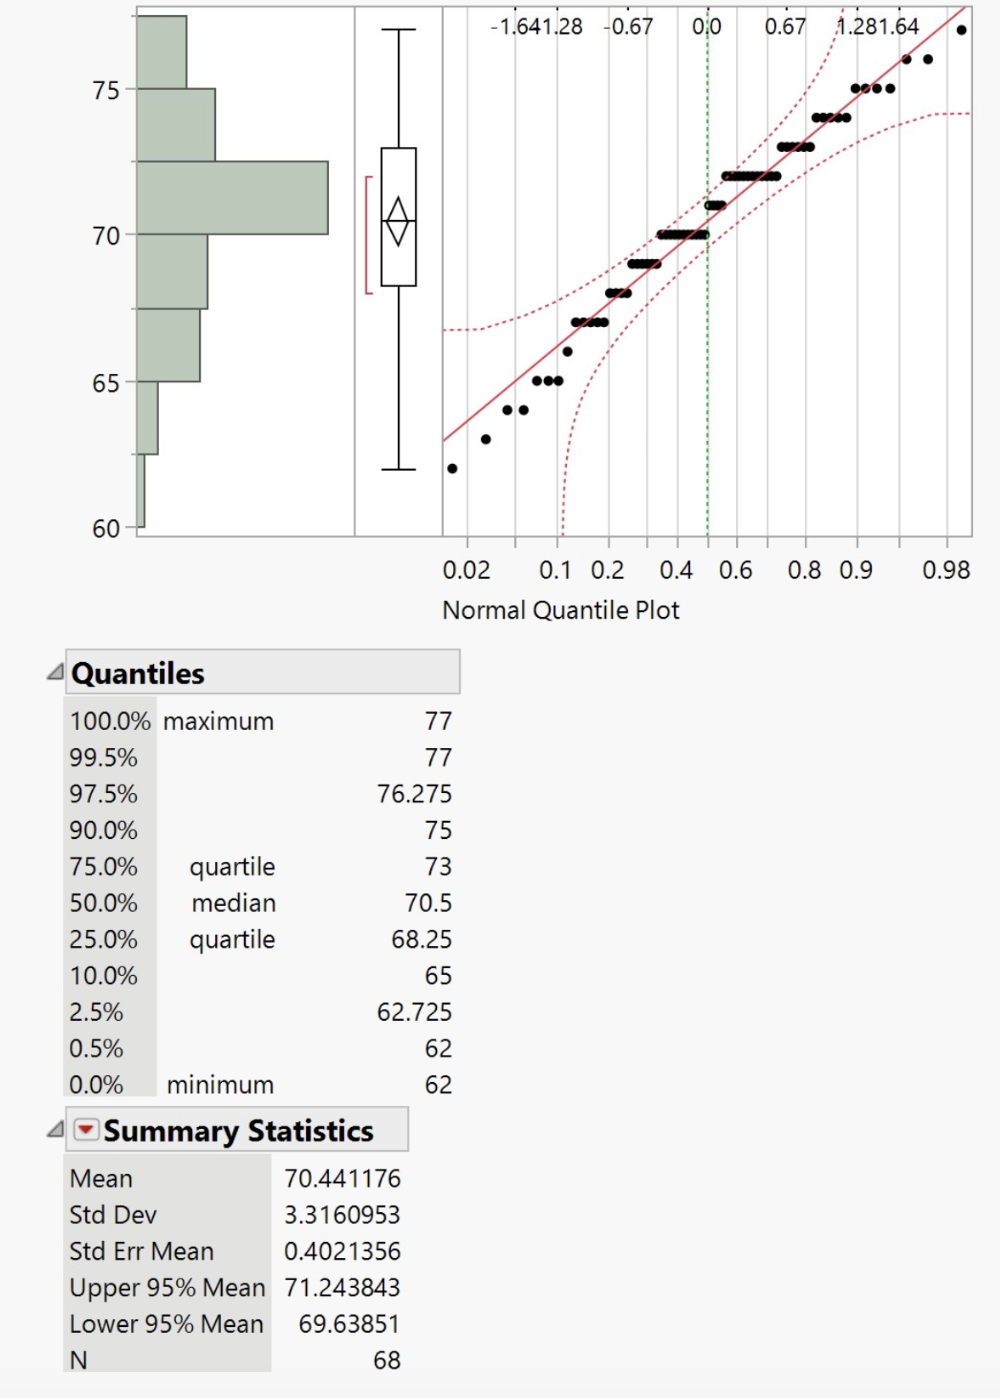 -1.641.28 -0.67 0.0 0.67 1.281.64
75
70
65
60
0.02 0.1 0.2 0.4 0.6 0.8 0.9 0.98
Normal Quantile Plot
Quantiles
100.0% maximum 77
99.5% 77
97.5% 76.275
90.0% 75
75.0% quartile 73
50.0% median 70.5
25.0% quartile 68.25
10.0% 65
2.5% 62.725
0.5% 62
0.0% minimum 62
Summary Statistics
Mean 70.441176
Std Dev 3.3160953
Std Err Mean 0.4021356
Upper 95% Mean 71.243843
Lower 95% Mean 69.63851
N 68